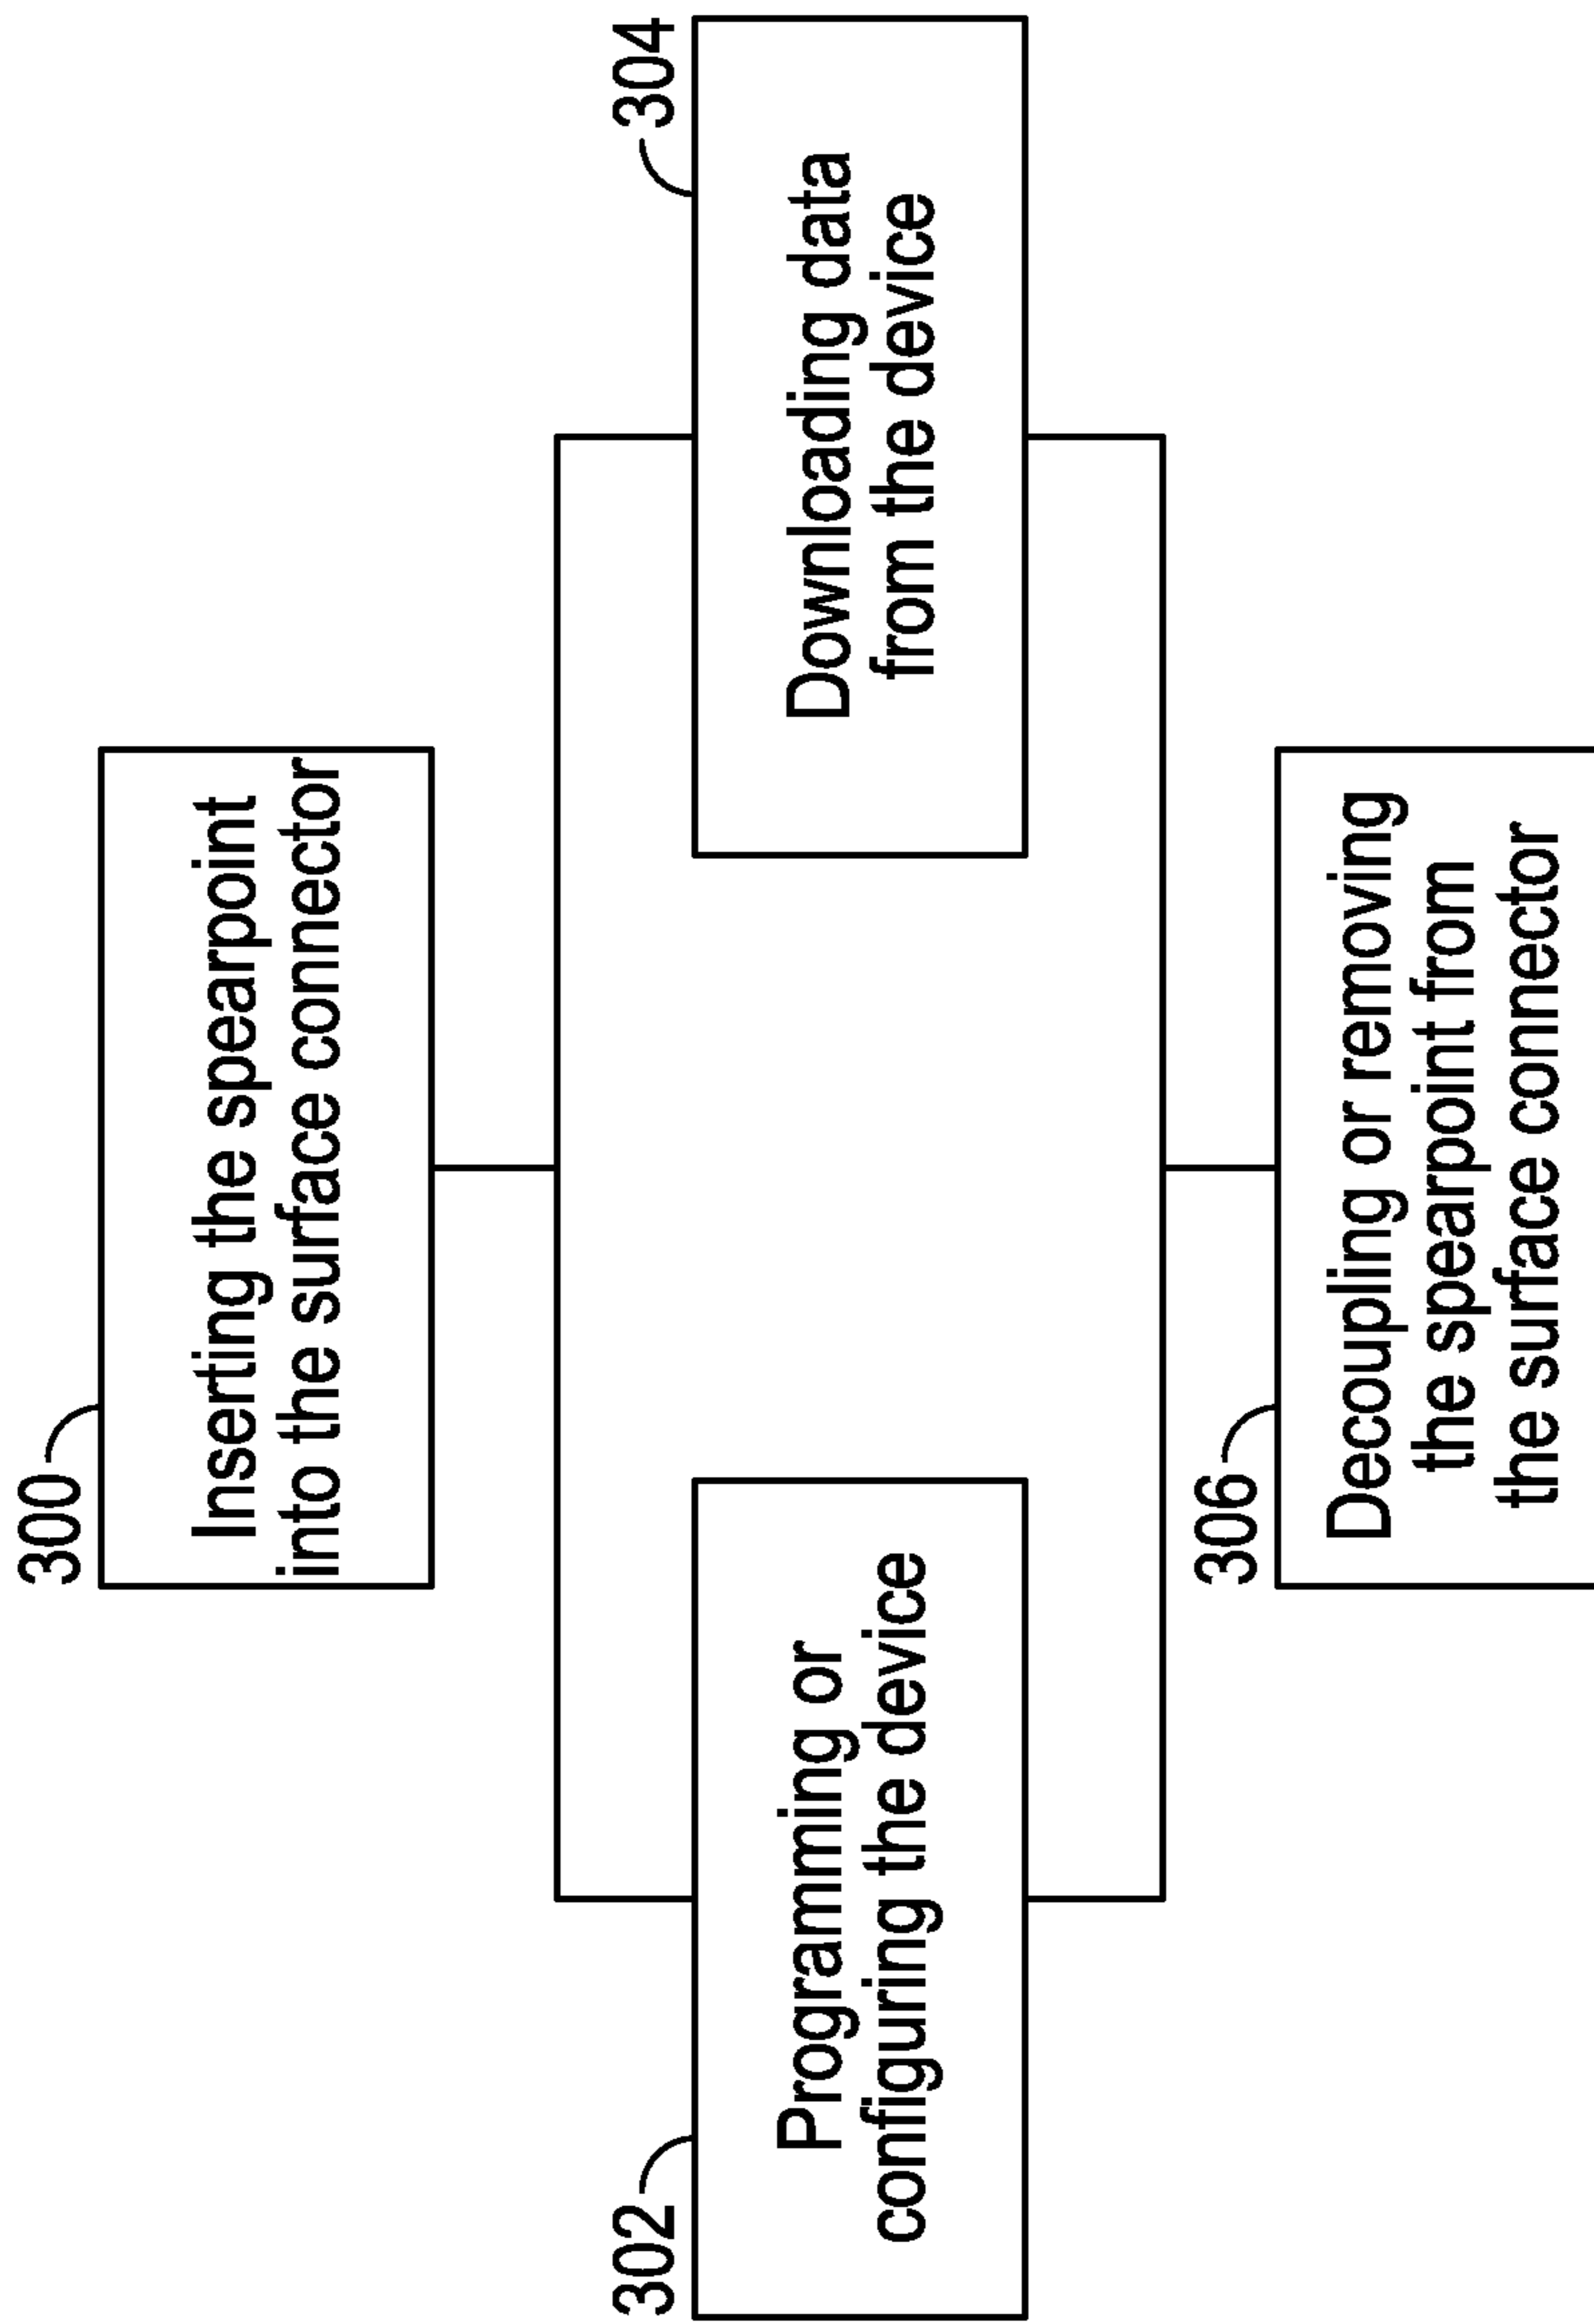 300
Inserting the spearpoint
into the surface connector
302
Programming or
configuring the device
304
Downloading data
from the device
306
Decoupling or removing
the spearpoint from
the surface connector